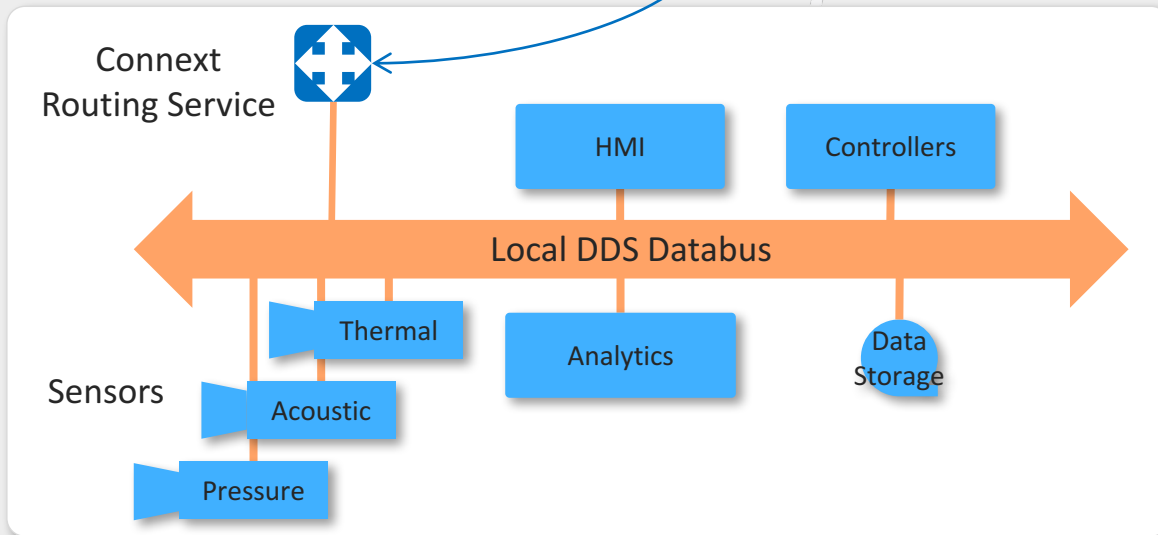 Connext
Routing Service
HMI
Controllers
Local DDS Databus
Thermal
Analytics
Data
Storage
Sensors
Acoustic
Pressure